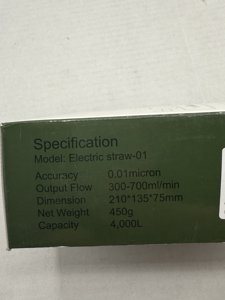 Specification
Model: Electric straw-01
Accuracy 0.01micron
Output Flow 300-700ml/min
Dimension 210*135*75mm
Net Weight 450g
Capacity 4,000L